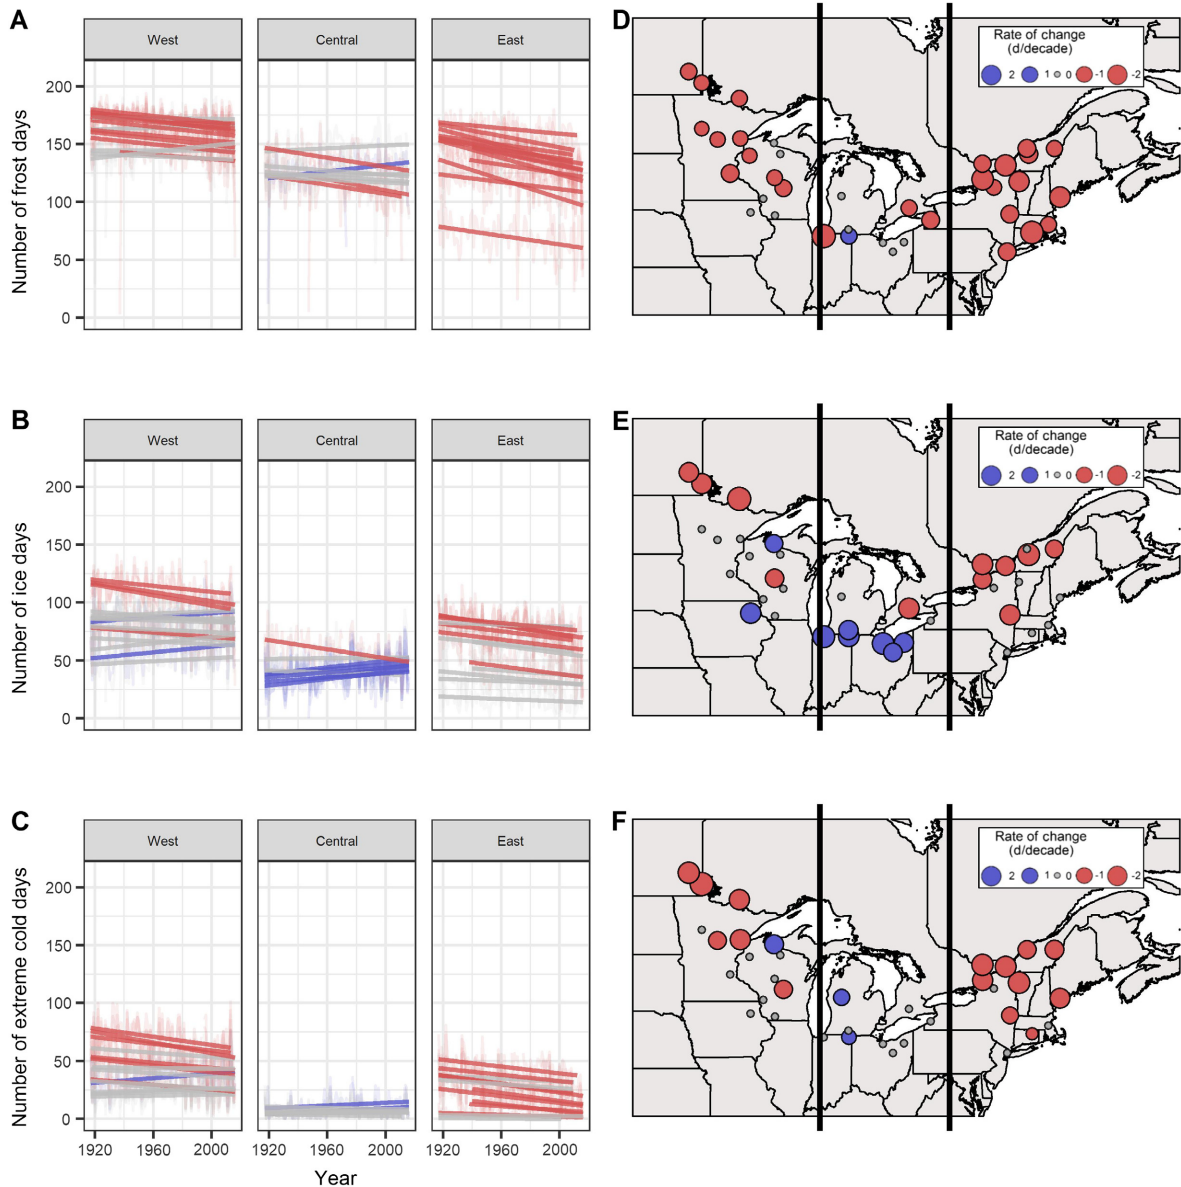 A
West
Central
East
Number of frost days
200
150
100
50
0
D
Rate of change
(d/decade)
2 1 0 -1 -2
B
West
Central
East
Number of ice days
200
150
100
50
0
E
Rate of change
(d/decade)
2 1 0 -1 -2
C
West
Central
East
Number of extreme cold days
200
150
100
50
0
1920 1960 2000 1920 1960 2000 1920 1960 2000
Year
F
Rate of change
(d/decade)
2 1 0 -1 -2